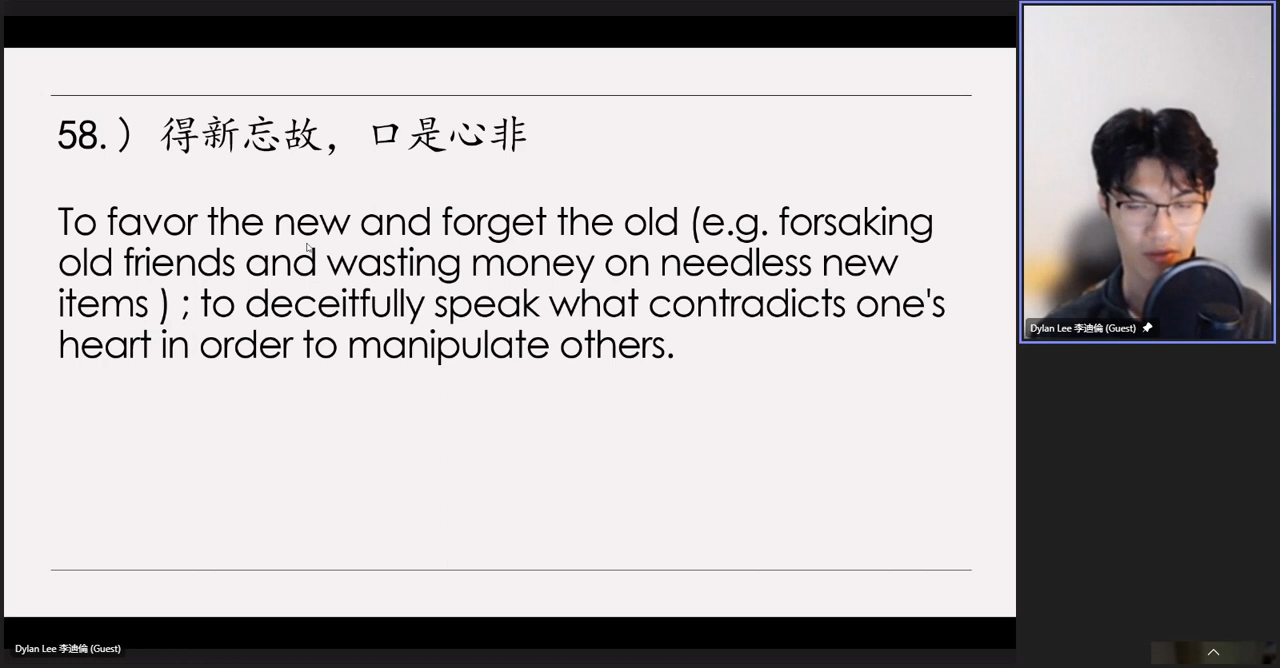 58.） 得新忘故，口是心非
To favor the new and forget the old (e.g. forsaking
old friends and wasting money on needless new
items ) ; to deceitfully speak what contradicts one's
heart in order to manipulate others.
Dylan Lee 李迪倫 (Guest)
Dylan Lee 李迪倫 (Guest)